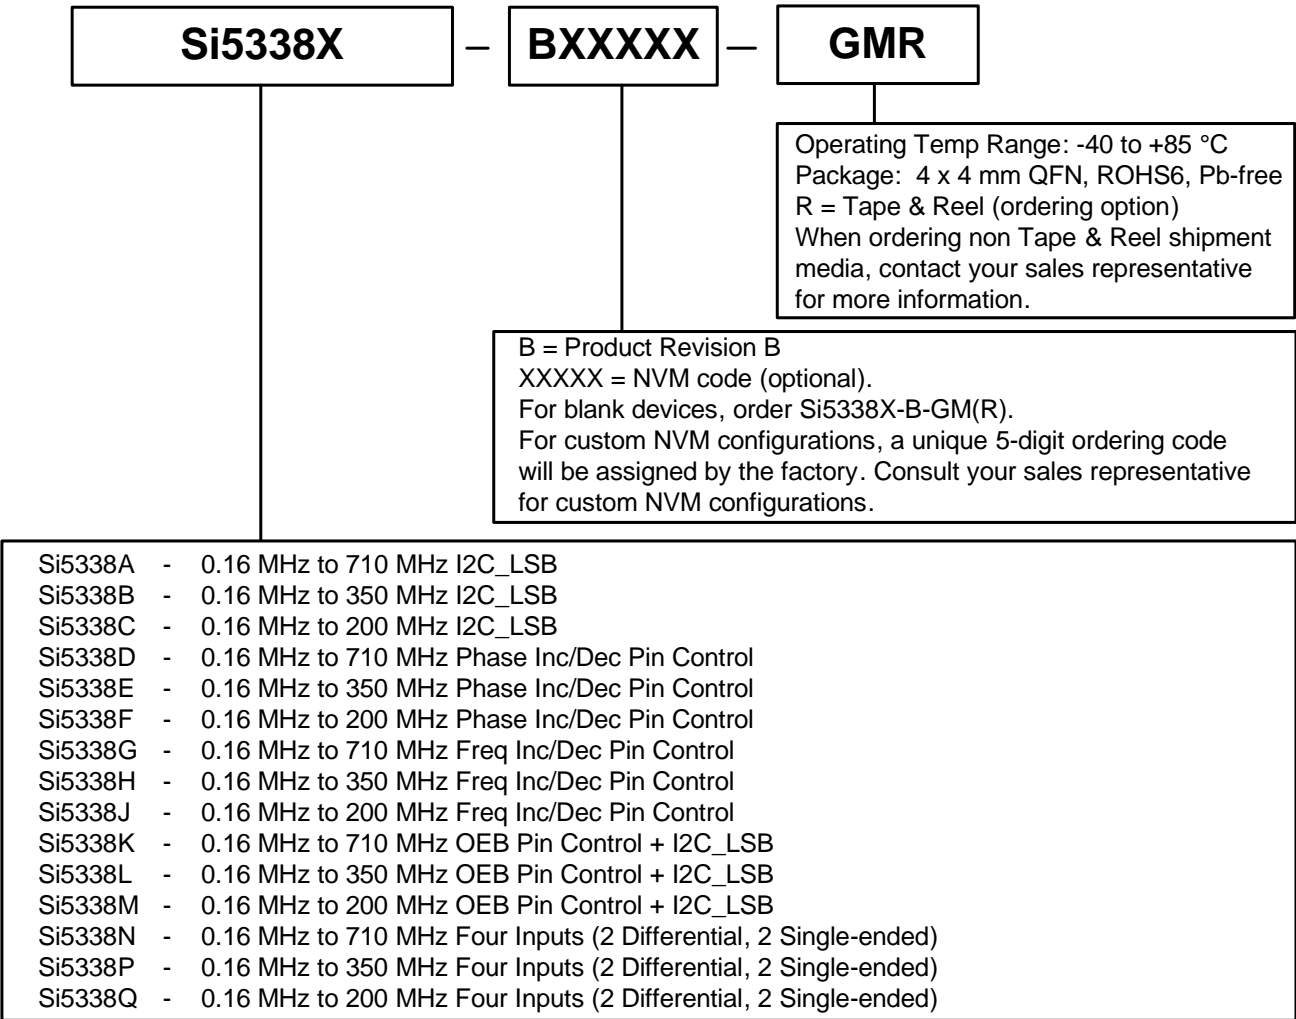 Si5338X – BXXXXX – GMR
Operating Temp Range: -40 to +85 °C
Package: 4 x 4 mm QFN, ROHS6, Pb-free
R = Tape & Reel (ordering option)
When ordering non Tape & Reel shipment
media, contact your sales representative
for more information.
B = Product Revision B
XXXXX = NVM code (optional).
For blank devices, order Si5338X-B-GM(R).
For custom NVM configurations, a unique 5-digit ordering code
will be assigned by the factory. Consult your sales representative
for custom NVM configurations.
Si5338A - 0.16 MHz to 710 MHz I2C_LSB
Si5338B - 0.16 MHz to 350 MHz I2C_LSB
Si5338C - 0.16 MHz to 200 MHz I2C_LSB
Si5338D - 0.16 MHz to 710 MHz Phase Inc/Dec Pin Control
Si5338E - 0.16 MHz to 350 MHz Phase Inc/Dec Pin Control
Si5338F - 0.16 MHz to 200 MHz Phase Inc/Dec Pin Control
Si5338G - 0.16 MHz to 710 MHz Freq Inc/Dec Pin Control
Si5338H - 0.16 MHz to 350 MHz Freq Inc/Dec Pin Control
Si5338J - 0.16 MHz to 200 MHz Freq Inc/Dec Pin Control
Si5338K - 0.16 MHz to 710 MHz OEB Pin Control + I2C_LSB
Si5338L - 0.16 MHz to 350 MHz OEB Pin Control + I2C_LSB
Si5338M - 0.16 MHz to 200 MHz OEB Pin Control + I2C_LSB
Si5338N - 0.16 MHz to 710 MHz Four Inputs (2 Differential, 2 Single-ended)
Si5338P - 0.16 MHz to 350 MHz Four Inputs (2 Differential, 2 Single-ended)
Si5338Q - 0.16 MHz to 200 MHz Four Inputs (2 Differential, 2 Single-ended)